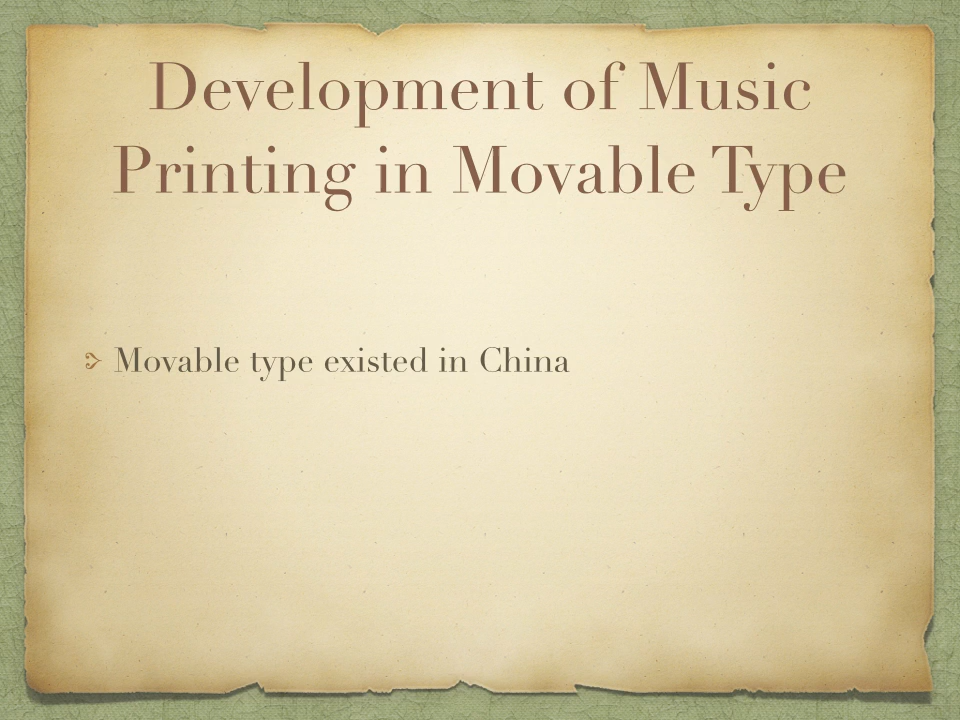 Development of Music
Printing in Movable Type
Movable type existed in China